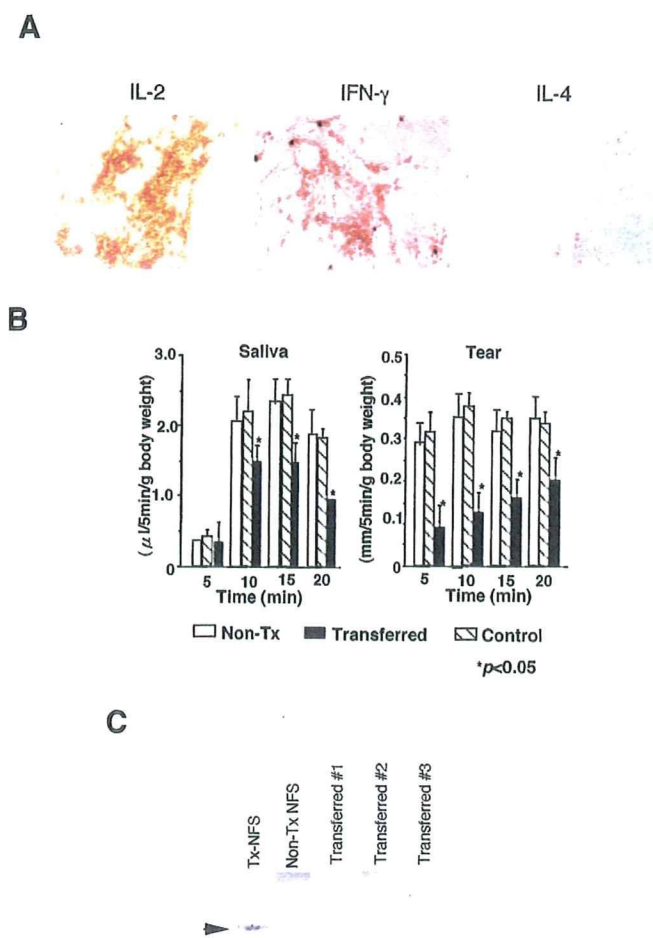 A
IL-2 IFN-γ IL-4
B
Saliva Tear
(μl/5min/g body weight)
3.0
2.0
1.0
0
5 10 15 20
Time (min)
(mm/5min/g body weight)
0.5
0.4
0.3
0.2
0.1
0
5 10 15 20
Time (min)
* * *
* * * *
Non-Tx Transferred Control
*p<0.05
C
Tx-NFS
Non-Tx NFS
Transferred #1
Transferred #2
Transferred #3